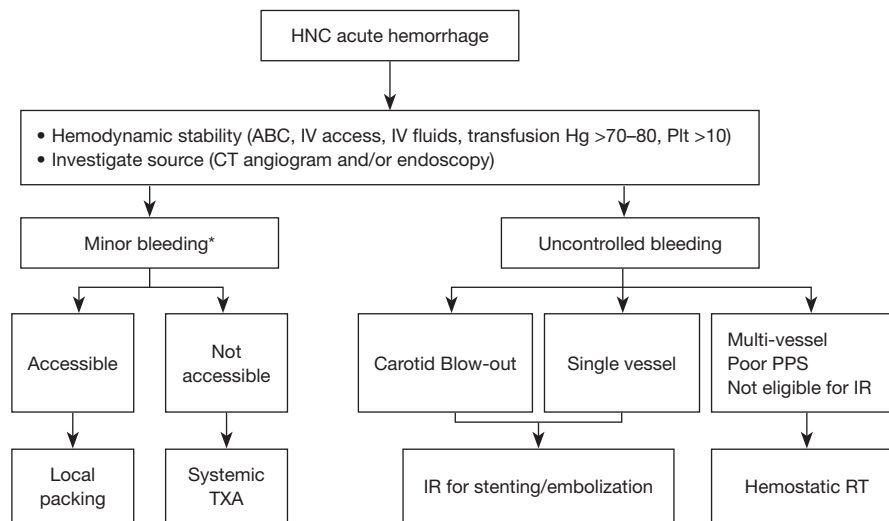 HNC acute hemorrhage
• Hemodynamic stability (ABC, IV access, IV fluids, transfusion Hg >70–80, Plt >10)
• Investigate source (CT angiogram and/or endoscopy)
Minor bleeding*
Uncontrolled bleeding
Accessible
Not
accessible
Carotid Blow-out
Single vessel
Multi-vessel
Poor PPS
Not eligible for IR
Local
packing
Systemic
TXA
IR for stenting/embolization
Hemostatic RT